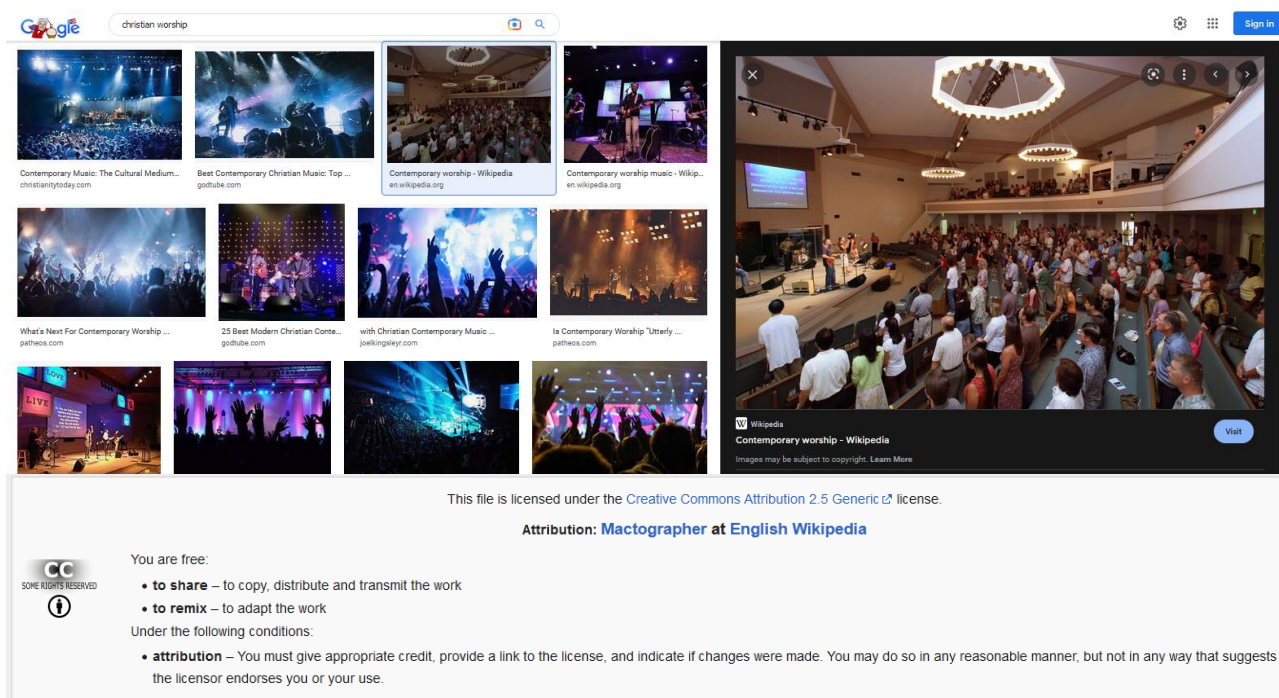 Google
christian worship
Sign in
Contemporary Music: The Cultural Medium...
christianitytoday.com
Best Contemporary Christian Music: Top ...
godtube.com
Contemporary worship - Wikipedia
en.wikipedia.org
Contemporary worship music - Wikip...
en.wikipedia.org
What's Next For Contemporary Worship ...
patheos.com
25 Best Modern Christian Conte...
godtube.com
with Christian Contemporary Music ...
joelkingsleyr.com
Is Contemporary Worship "Utterly ...
patheos.com
LOVE
LOVE
LIVE
W Wikipedia
Contemporary worship - Wikipedia
Visit
Images may be subject to copyright. Learn More
This file is licensed under the Creative Commons Attribution 2.5 Generic license.
Attribution: Mactographer at English Wikipedia
CC
SOME RIGHTS RESERVED
You are free:
• to share – to copy, distribute and transmit the work
• to remix – to adapt the work
Under the following conditions:
• attribution – You must give appropriate credit, provide a link to the license, and indicate if changes were made. You may do so in any reasonable manner, but not in any way that suggests
the licensor endorses you or your use.